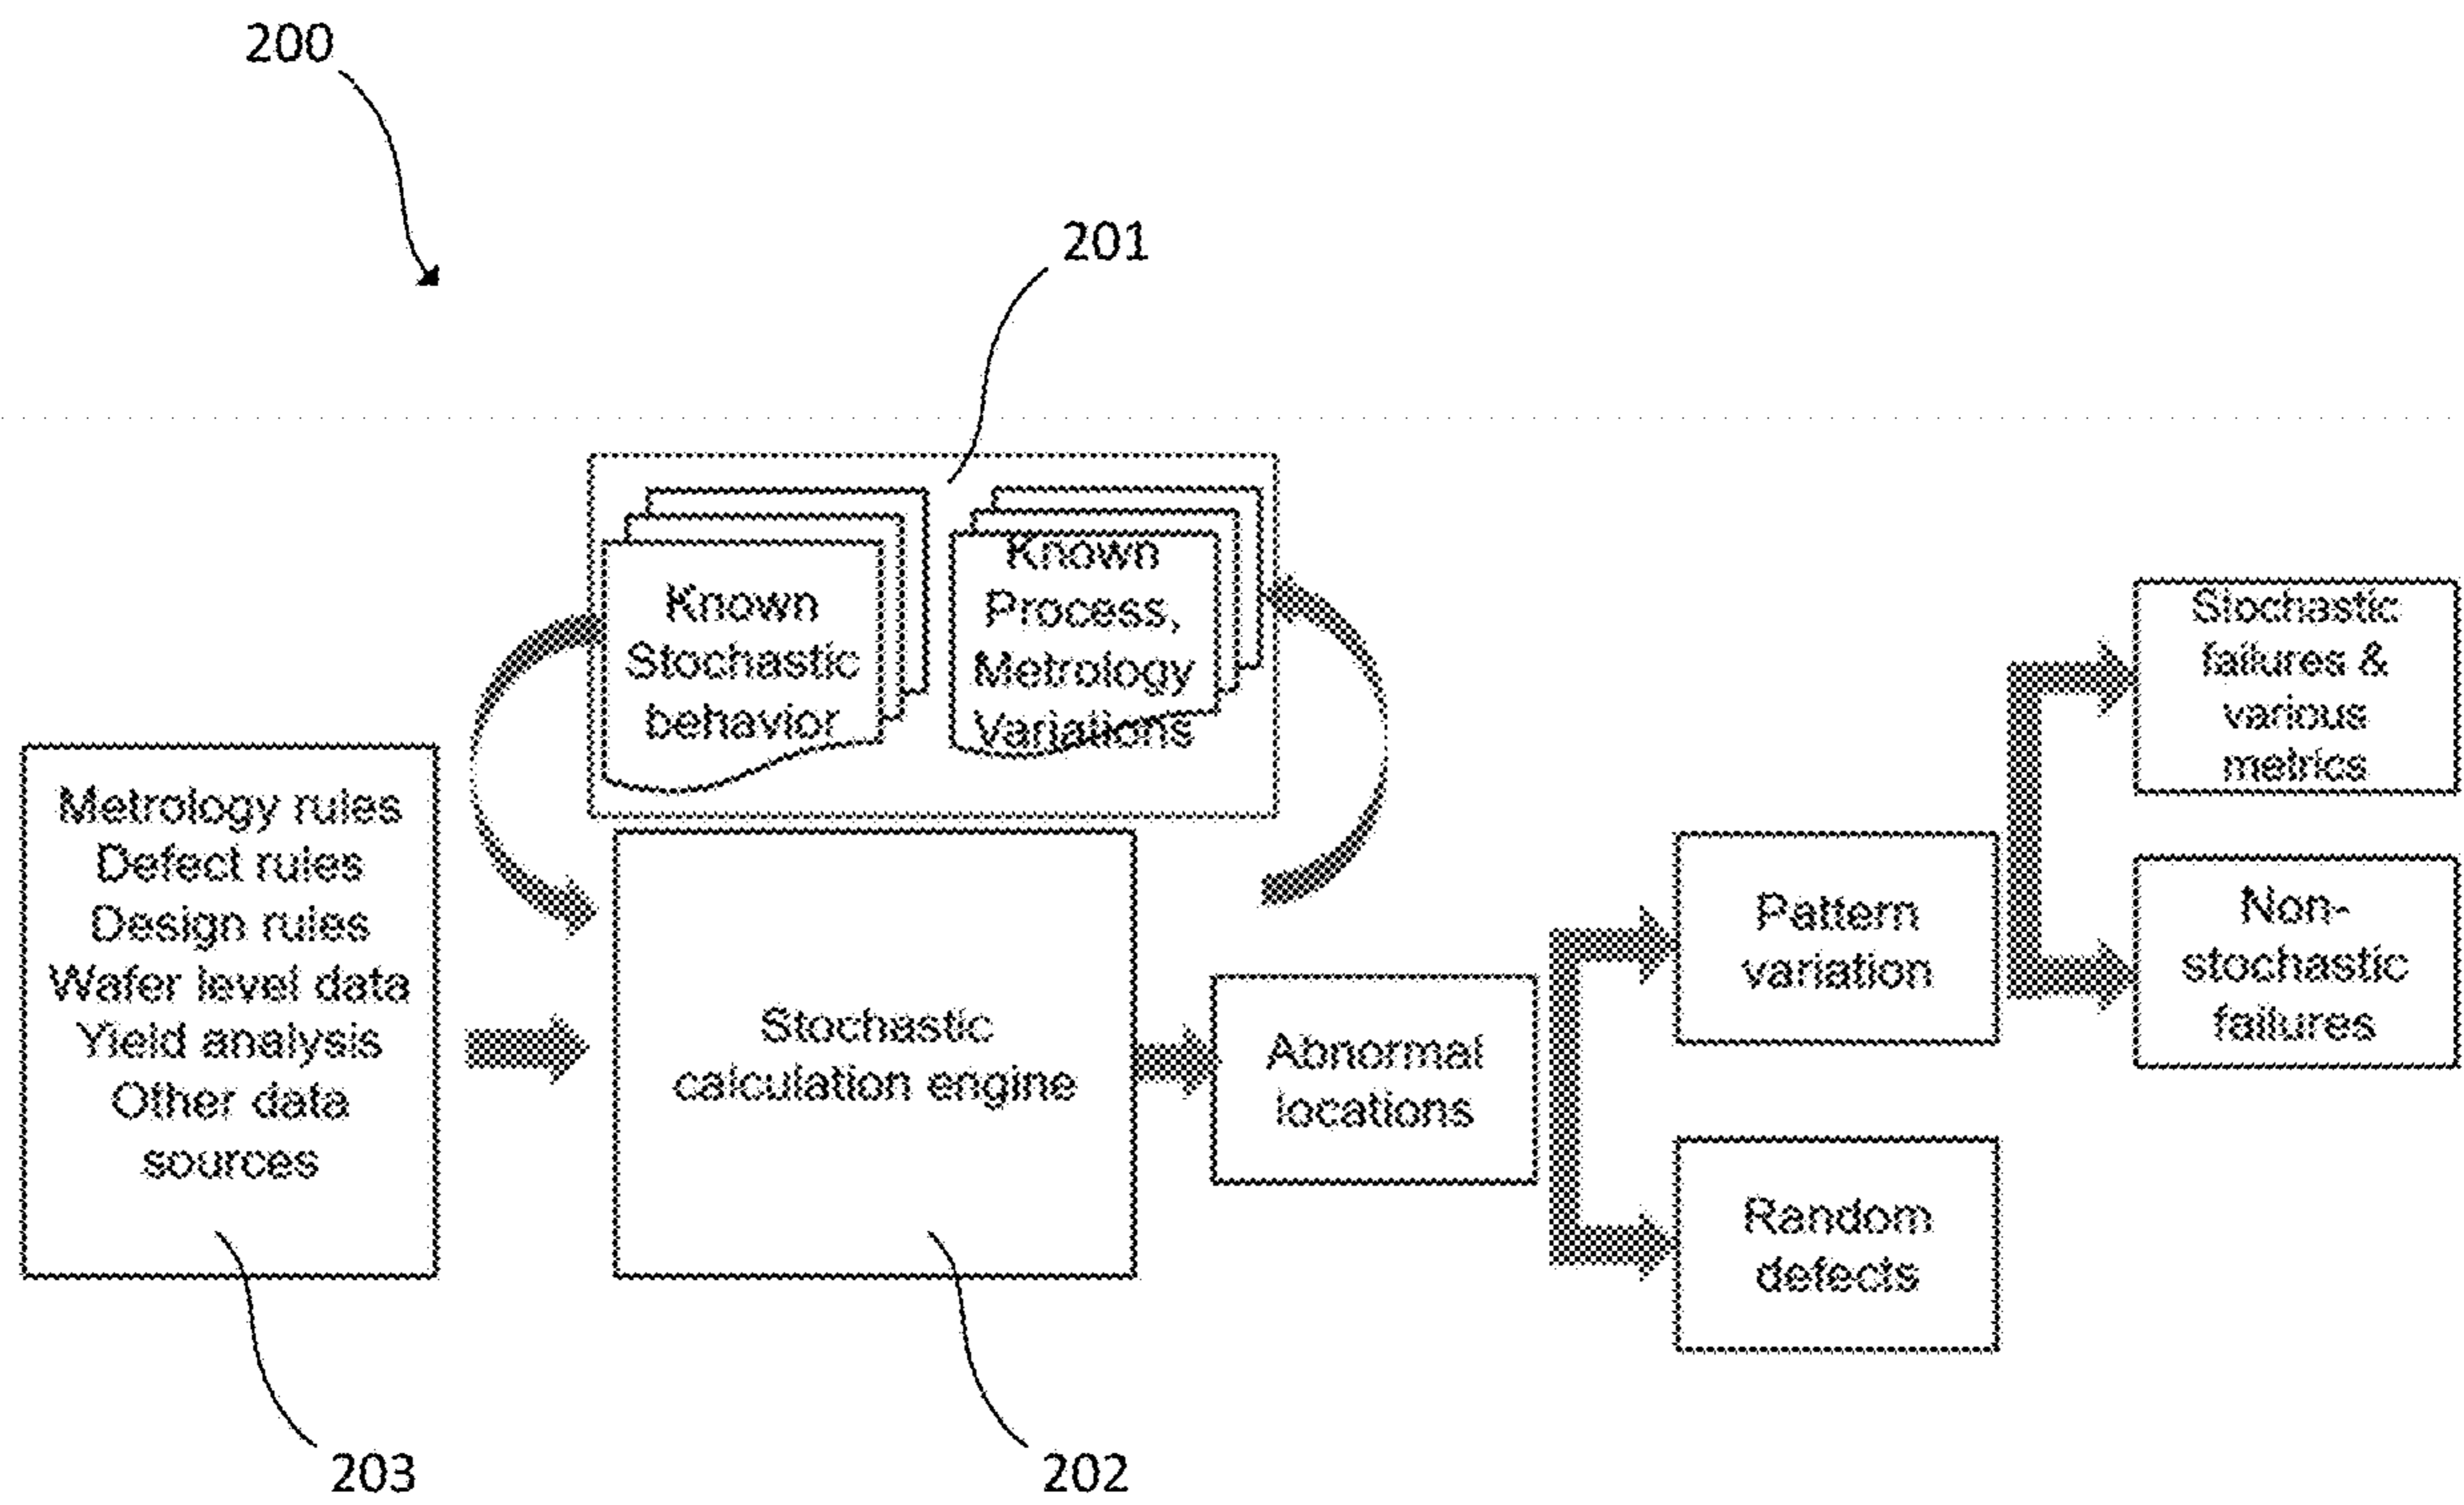 200
201
Known
Stochastic
behavior
Known
Process,
Metrology
Variations
Metrology rules
Defect rules
Design rules
Wafer level data
Yield analysis
Other data
sources
Stochastic
calculation engine
Abnormal
locations
Pattern
variation
Random
defects
Stochastic
failures &
various
metrics
Non-
stochastic
failures
203
202